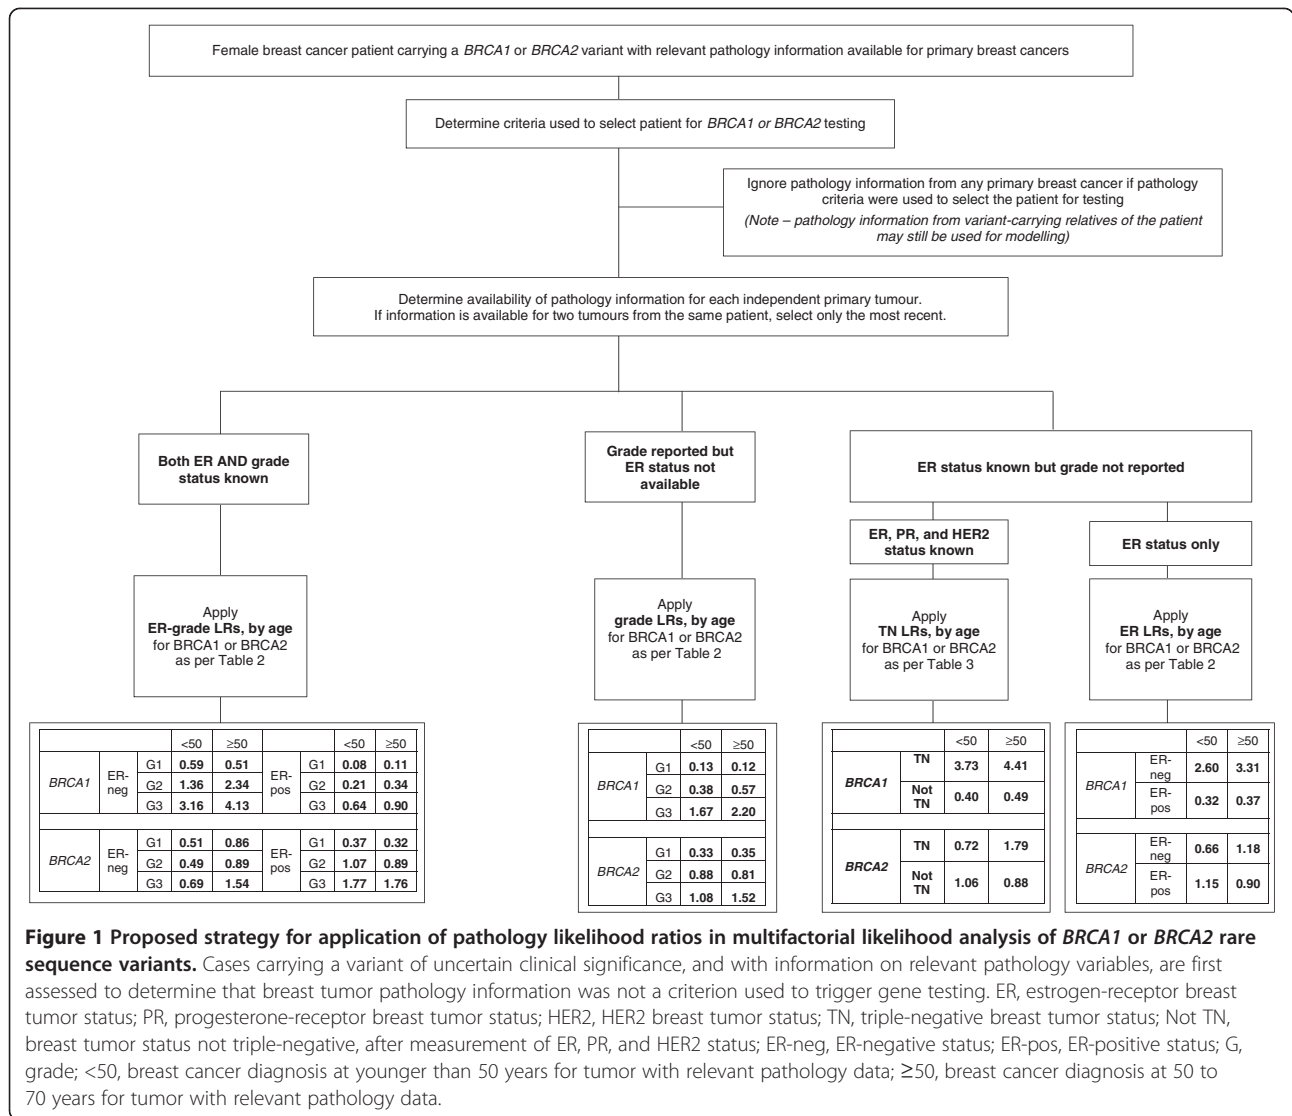 Female breast cancer patient carrying a BRCA1 or BRCA2 variant with relevant pathology information available for primary breast cancers
Determine criteria used to select patient for BRCA1 or BRCA2 testing
Ignore pathology information from any primary breast cancer if pathology
criteria were used to select the patient for testing
(Note – pathology information from variant-carrying relatives of the patient
may still be used for modelling)
Determine availability of pathology information for each independent primary tumour.
If information is available for two tumours from the same patient, select only the most recent.
Both ER AND grade
status known
Grade reported but
ER status not
available
ER status known but grade not reported
ER, PR, and HER2
status known
ER status only
Apply
ER-grade LRs, by age
for BRCA1 or BRCA2
as per Table 2
Apply
grade LRs, by age
for BRCA1 or BRCA2
as per Table 2
Apply
TN LRs, by age
for BRCA1 or BRCA2
as per Table 3
Apply
ER LRs, by age
for BRCA1 or BRCA2
as per Table 2
<50 ≥50 <50 ≥50
BRCA1 ER-neg G1 0.59 0.51 ER-pos G1 0.08 0.11
G2 1.36 2.34 G2 0.21 0.34
G3 3.16 4.13 G3 0.64 0.90
BRCA2 ER-neg G1 0.51 0.86 ER-pos G1 0.37 0.32
G2 0.49 0.89 G2 1.07 0.89
G3 0.69 1.54 G3 1.77 1.76
<50 ≥50
BRCA1 G1 0.13 0.12
G2 0.38 0.57
G3 1.67 2.20
BRCA2 G1 0.33 0.35
G2 0.88 0.81
G3 1.08 1.52
<50 ≥50
BRCA1 TN 3.73 4.41
Not TN 0.40 0.49
BRCA2 TN 0.72 1.79
Not TN 1.06 0.88
<50 ≥50
BRCA1 ER-neg 2.60 3.31
ER-pos 0.32 0.37
BRCA2 ER-neg 0.66 1.18
ER-pos 1.15 0.90
Figure 1 Proposed strategy for application of pathology likelihood ratios in multifactorial likelihood analysis of BRCA1 or BRCA2 rare
sequence variants. Cases carrying a variant of uncertain clinical significance, and with information on relevant pathology variables, are first
assessed to determine that breast tumor pathology information was not a criterion used to trigger gene testing. ER, estrogen-receptor breast
tumor status; PR, progesterone-receptor breast tumor status; HER2, HER2 breast tumor status; TN, triple-negative breast tumor status; Not TN,
breast tumor status not triple-negative, after measurement of ER, PR, and HER2 status; ER-neg, ER-negative status; ER-pos, ER-positive status; G,
grade; <50, breast cancer diagnosis at younger than 50 years for tumor with relevant pathology data; ≥50, breast cancer diagnosis at 50 to
70 years for tumor with relevant pathology data.